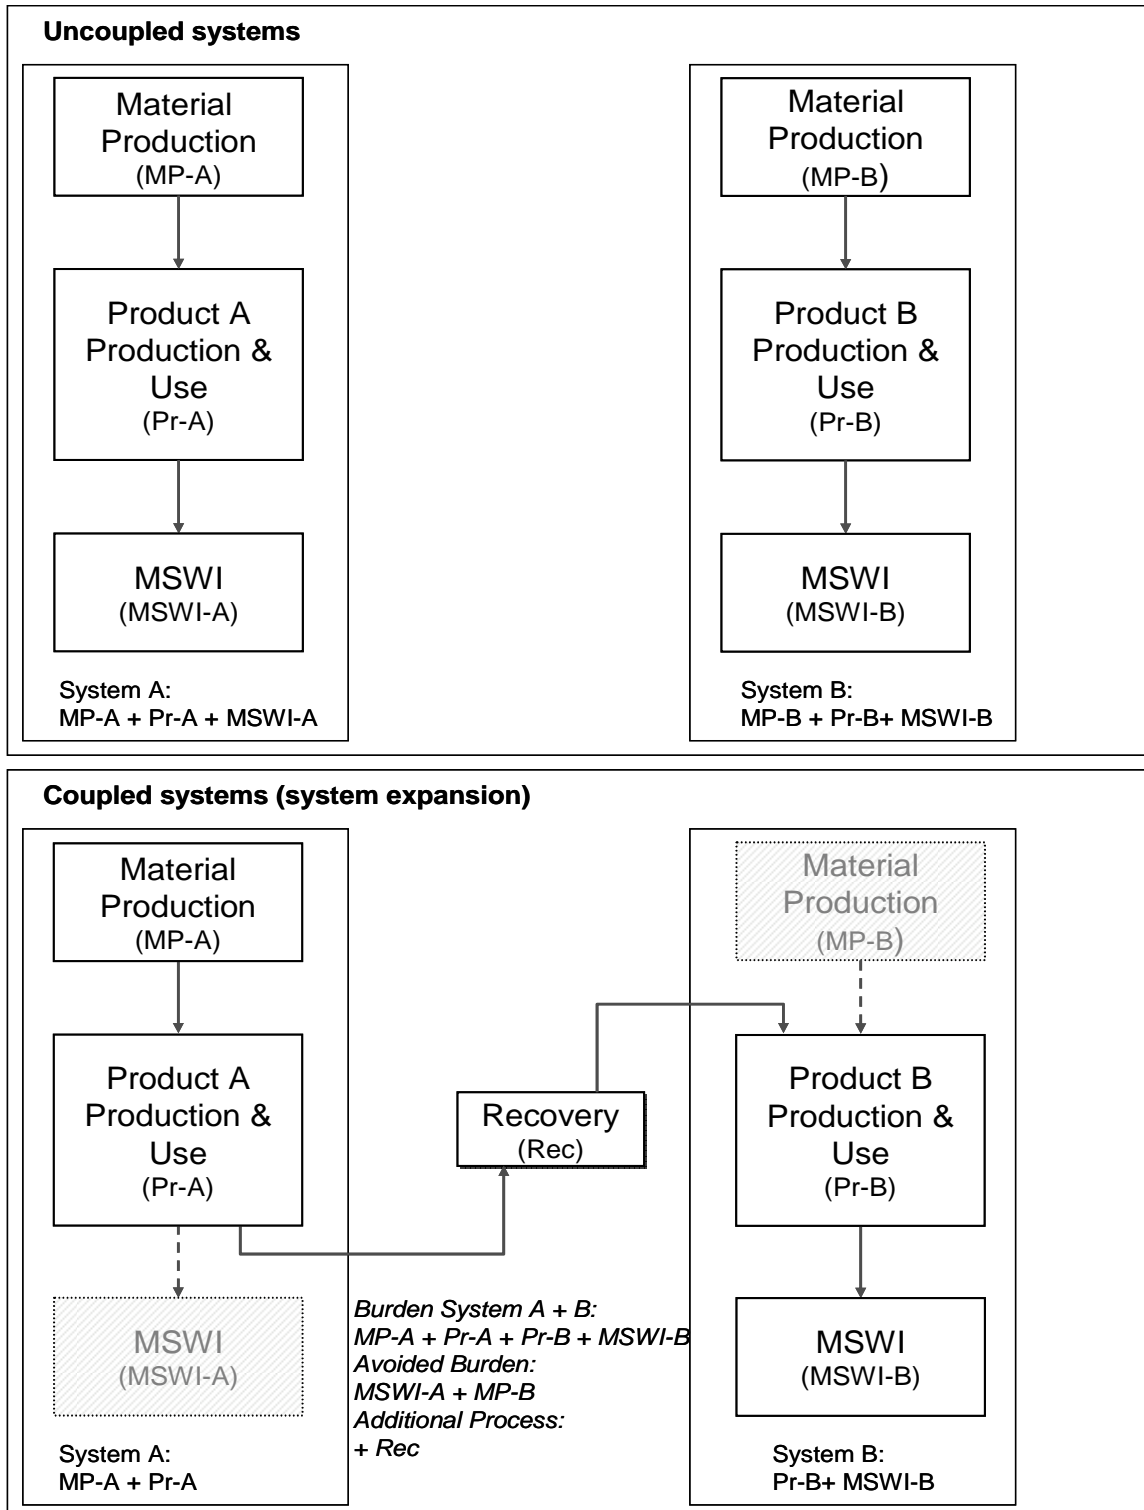 Uncoupled systems
Material
Production
(MP-A)
Product A
Production &
Use
(Pr-A)
MSWI
(MSWI-A)
System A:
MP-A + Pr-A + MSWI-A
Material
Production
(MP-B)
Product B
Production &
Use
(Pr-B)
MSWI
(MSWI-B)
System B:
MP-B + Pr-B+ MSWI-B
Coupled systems (system expansion)
Material
Production
(MP-A)
Product A
Production &
Use
(Pr-A)
MSWI
(MSWI-A)
System A:
MP-A + Pr-A
Recovery
(Rec)
Burden System A + B:
MP-A + Pr-A + Pr-B + MSWI-B
Avoided Burden:
MSWI-A + MP-B
Additional Process:
+ Rec
Material
Production
(MP-B)
Product B
Production &
Use
(Pr-B)
MSWI
(MSWI-B)
System B:
Pr-B+ MSWI-B